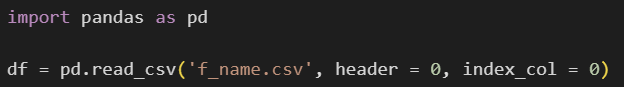 import pandas as pd
df = pd.read_csv('f_name.csv', header = 0, index_col = 0)